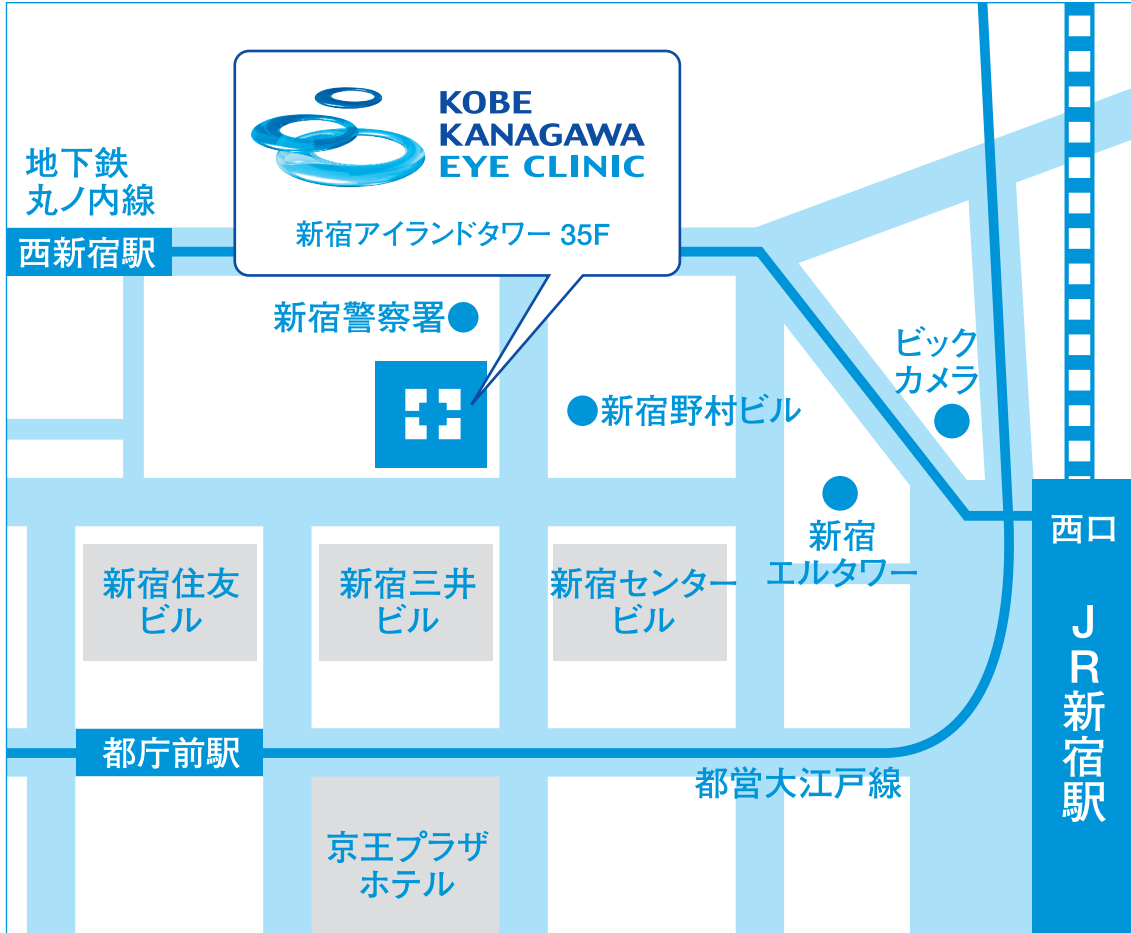 KOBE
KANAGAWA
EYE CLINIC
新宿アイランドタワー 35F
地下鉄
丸ノ内線
西新宿駅
新宿警察署
ビック
カメラ
新宿野村ビル
西口
新宿
エルタワー
新宿住友
ビル
新宿三井
ビル
新宿センター
ビル
JR新宿駅
都庁前駅
都営大江戸線
京王プラザ
ホテル